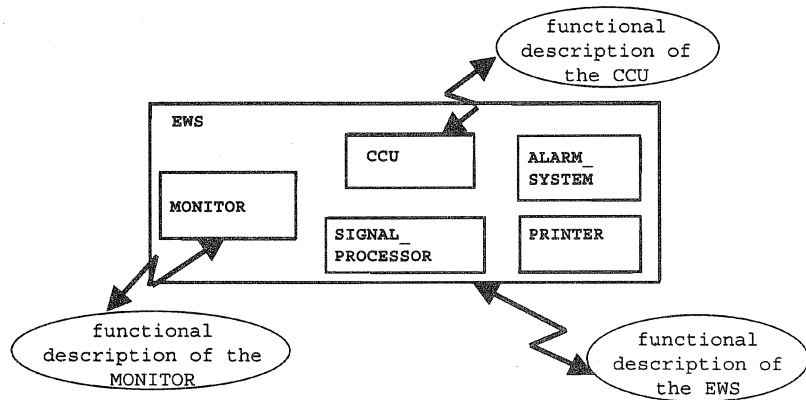 functional
description of
the CCU
EWS
CCU
ALARM_
SYSTEM
MONITOR
SIGNAL_
PROCESSOR
PRINTER
functional
description of the
MONITOR
functional
description of
the EWS